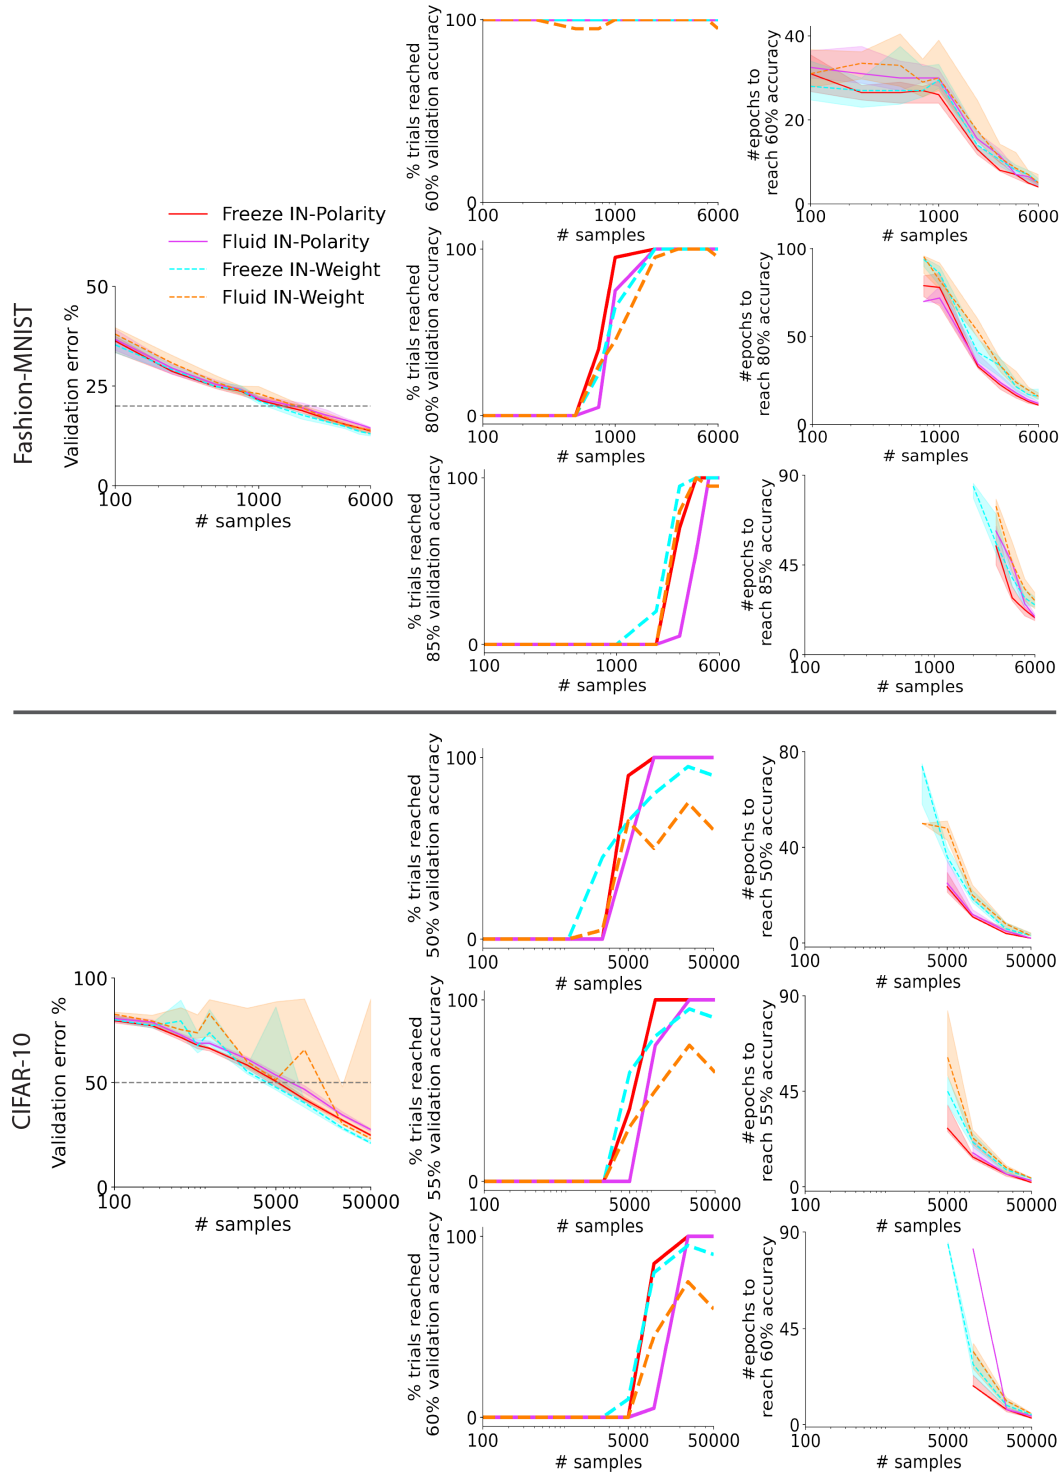 Fashion-MNIST
Freeze IN-Polarity
Fluid IN-Polarity
Freeze IN-Weight
Fluid IN-Weight
Validation error %
50
25
0
100
1000
6000
# samples
% trials reached
60% validation accuracy
100
0
100
1000
6000
# samples
#epochs to
reach 60% accuracy
40
20
0
100
1000
6000
# samples
% trials reached
80% validation accuracy
100
0
100
1000
6000
# samples
#epochs to
reach 80% accuracy
100
50
0
100
1000
6000
# samples
% trials reached
85% validation accuracy
100
0
100
1000
6000
# samples
#epochs to
reach 85% accuracy
90
45
0
100
1000
6000
# samples
CIFAR-10
Validation error %
100
50
0
100
5000
50000
# samples
% trials reached
50% validation accuracy
100
0
100
5000
50000
# samples
#epochs to
reach 50% accuracy
80
40
0
100
5000
50000
# samples
% trials reached
55% validation accuracy
100
0
100
5000
50000
# samples
#epochs to
reach 55% accuracy
90
45
0
100
5000
50000
# samples
% trials reached
60% validation accuracy
100
0
100
5000
50000
# samples
#epochs to
reach 60% accuracy
90
45
0
100
5000
50000
# samples